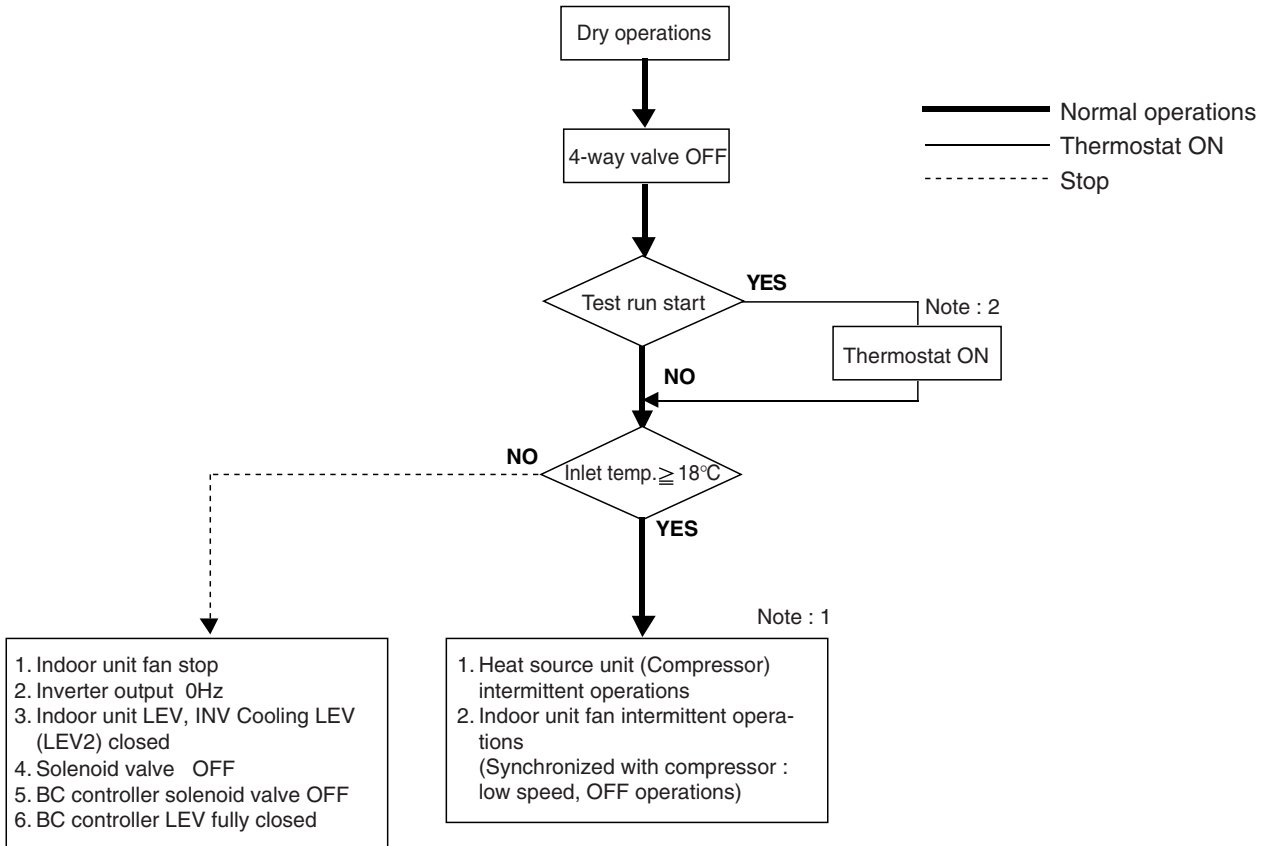 Dry operations
Normal operations
Thermostat ON
Stop
4-way valve OFF
Test run start
YES
Note : 2
Thermostat ON
NO
Inlet temp.≧ 18°C
NO
YES
Note : 1
1. Indoor unit fan stop
2. Inverter output 0Hz
3. Indoor unit LEV, INV Cooling LEV
(LEV2) closed
4. Solenoid valve OFF
5. BC controller solenoid valve OFF
6. BC controller LEV fully closed
1. Heat source unit (Compressor)
intermittent operations
2. Indoor unit fan intermittent opera-
tions
(Synchronized with compressor :
low speed, OFF operations)